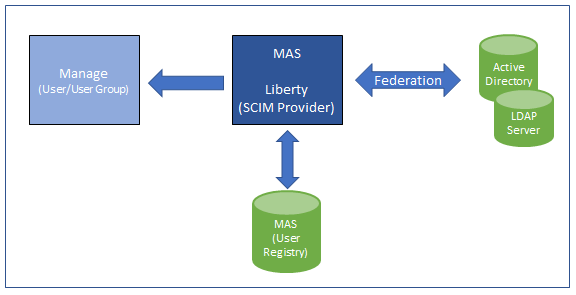 Manage
(User/User Group)
MAS
Liberty
(SCIM Provider)
Federation
Active
Directory
LDAP
Server
MAS
(User
Registry)